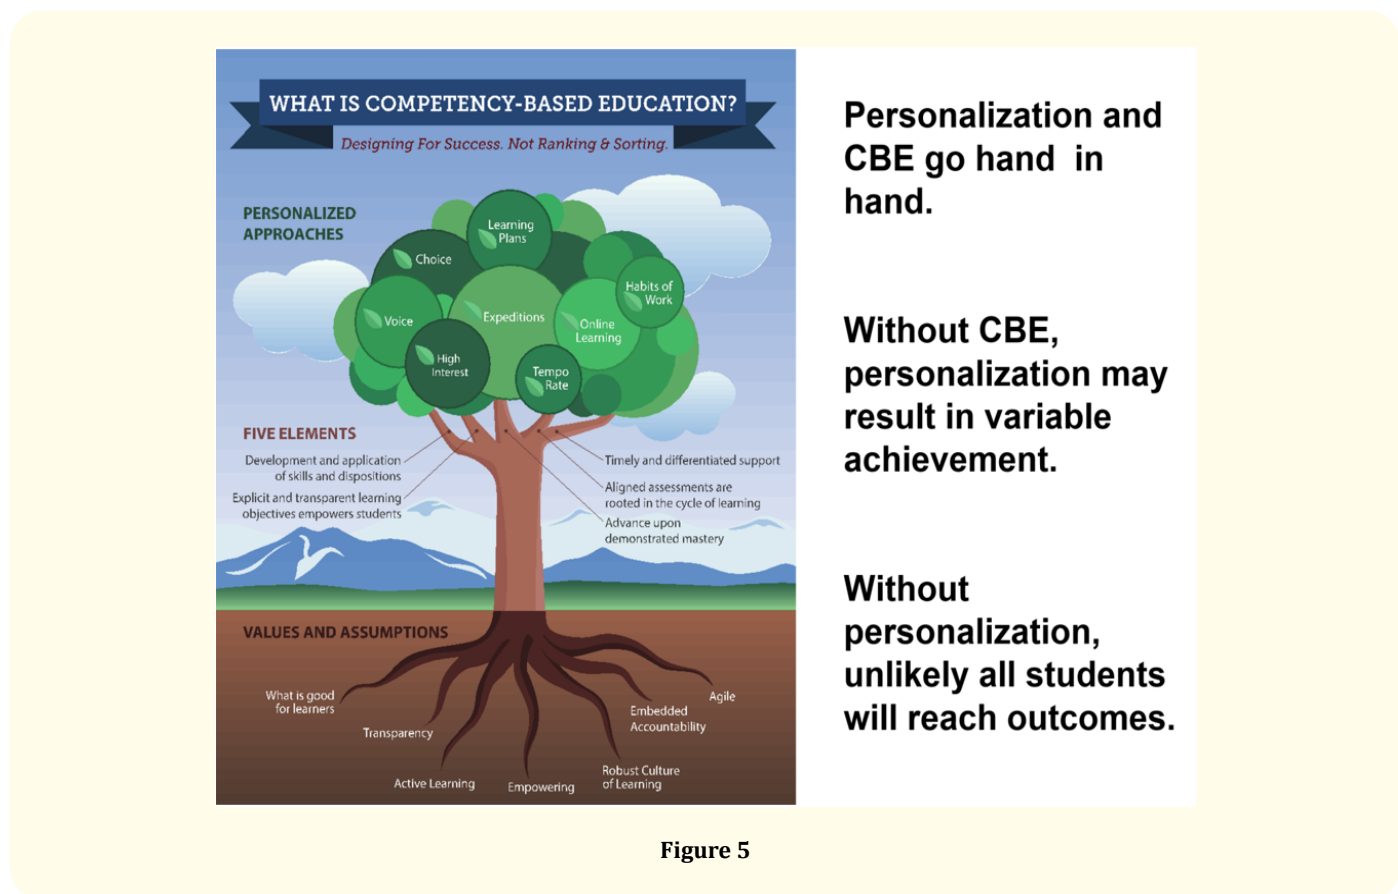 WHAT IS COMPETENCY-BASED EDUCATION?
Designing For Success. Not Ranking & Sorting.
PERSONALIZED
APPROACHES
Learning
Plans
Choice
Habits of
Work
Voice
Expeditions
Online
Learning
High
Interest
Tempo
Rate
FIVE ELEMENTS
Development and application
of skills and dispositions
Explicit and transparent learning
objectives empowers students
Timely and differentiated support
Aligned assessments are
rooted in the cycle of learning
Advance upon
demonstrated mastery
VALUES AND ASSUMPTIONS
What is good
for learners
Transparency
Active Learning
Empowering
Robust Culture
of Learning
Embedded
Accountability
Agile
Personalization and
CBE go hand in
hand.
Without CBE,
personalization may
result in variable
achievement.
Without
personalization,
unlikely all students
will reach outcomes.
Figure 5